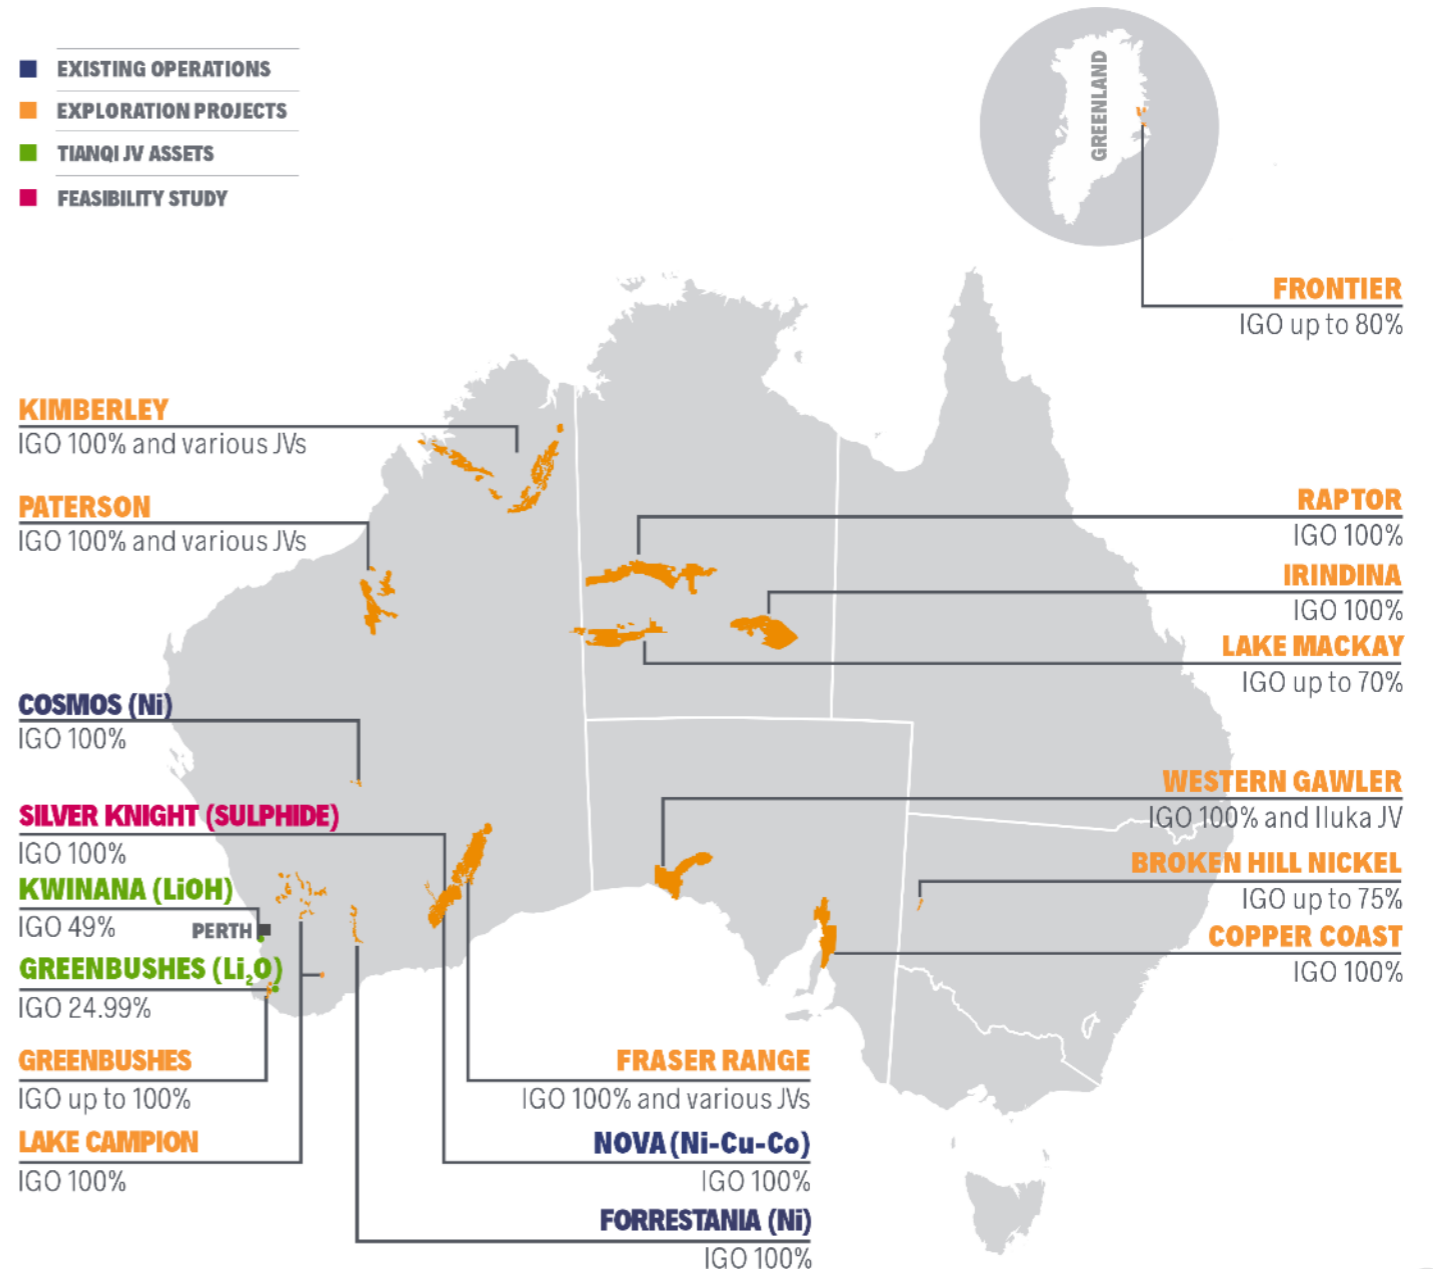 EXISTING OPERATIONS
EXPLORATION PROJECTS
TIANQI JV ASSETS
FEASIBILITY STUDY
GREENLAND
FRONTIER
IGO up to 80%
KIMBERLEY
IGO 100% and various JVs
PATERSON
IGO 100% and various JVs
RAPTOR
IGO 100%
IRINDINA
IGO 100%
LAKE MACKAY
IGO up to 70%
COSMOS (Ni)
IGO 100%
SILVER KNIGHT (SULPHIDE)
IGO 100%
KWINANA (LiOH)
IGO 49%
PERTH
GREENBUSHES (Li₂O)
IGO 24.99%
GREENBUSHES
IGO up to 100%
LAKE CAMPION
IGO 100%
WESTERN GAWLER
IGO 100% and Iluka JV
BROKEN HILL NICKEL
IGO up to 75%
COPPER COAST
IGO 100%
FRASER RANGE
IGO 100% and various JVs
NOVA (Ni-Cu-Co)
IGO 100%
FORRESTANIA (Ni)
IGO 100%